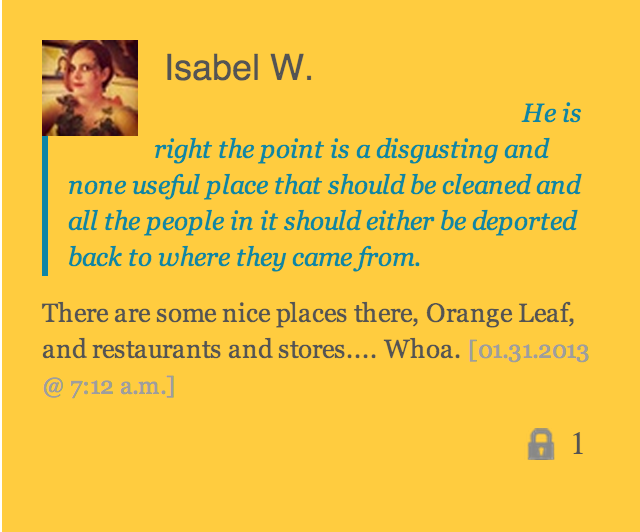 Isabel W.
He is
right the point is a disgusting and
none useful place that should be cleaned and
all the people in it should either be deported
back to where they came from.
There are some nice places there, Orange Leaf,
and restaurants and stores.... Whoa. [01.31.2013
@ 7:12 a.m.]
1